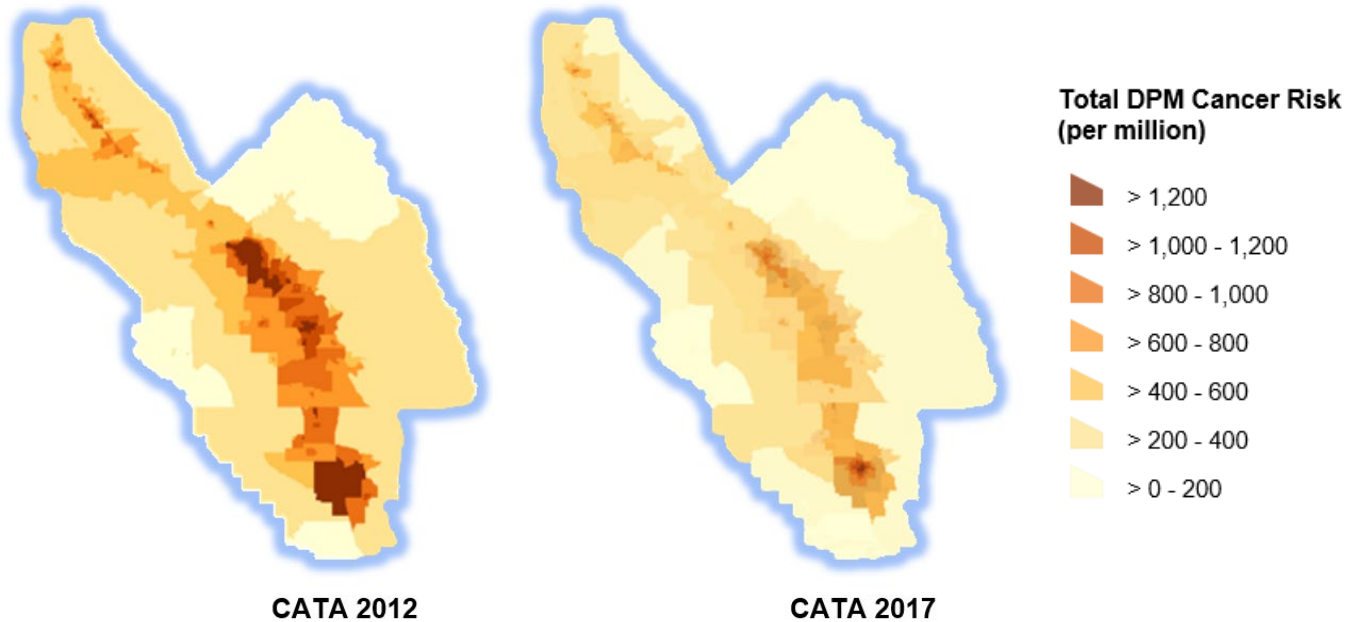 Total DPM Cancer Risk
(per million)
> 1,200
> 1,000 - 1,200
> 800 - 1,000
> 600 - 800
> 400 - 600
> 200 - 400
> 0 - 200
CATA 2012
CATA 2017